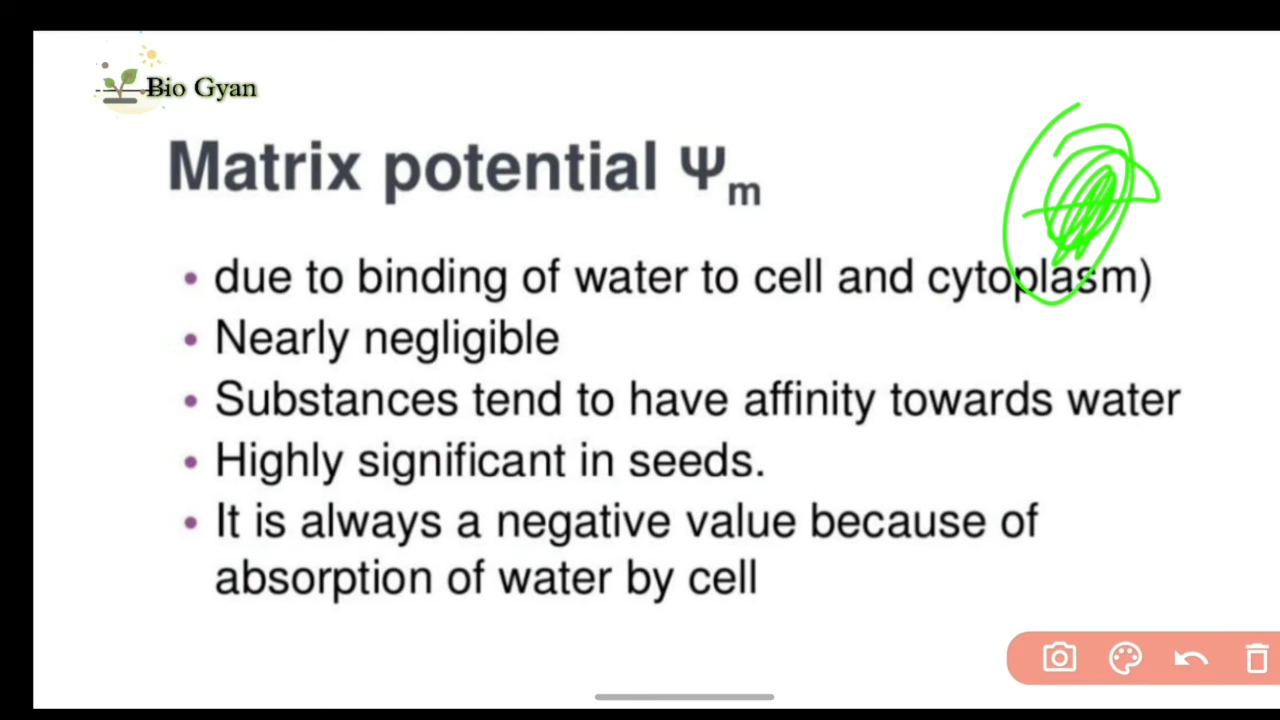 Bio Gyan
Matrix potential Ψm
• due to binding of water to cell and cytoplasm)
• Nearly negligible
• Substances tend to have affinity towards water
• Highly significant in seeds.
• It is always a negative value because of
absorption of water by cell